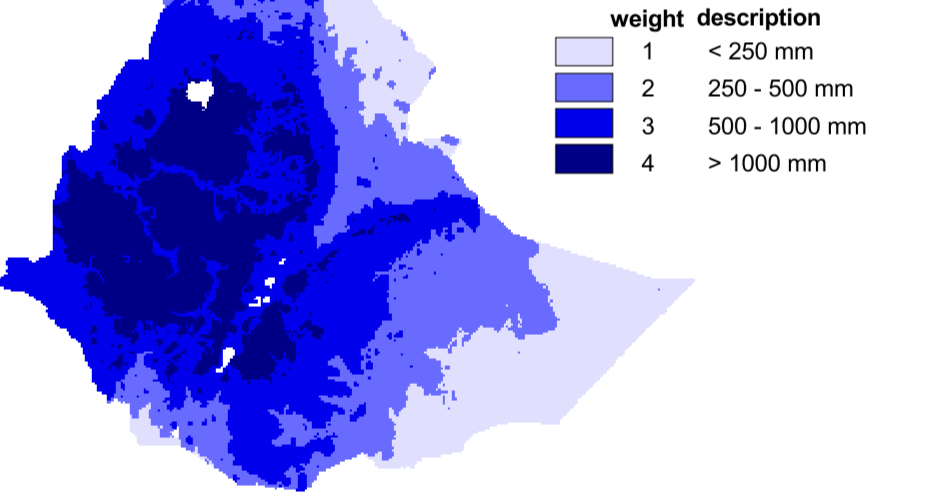 weight description
1 < 250 mm
2 250 - 500 mm
3 500 - 1000 mm
4 > 1000 mm